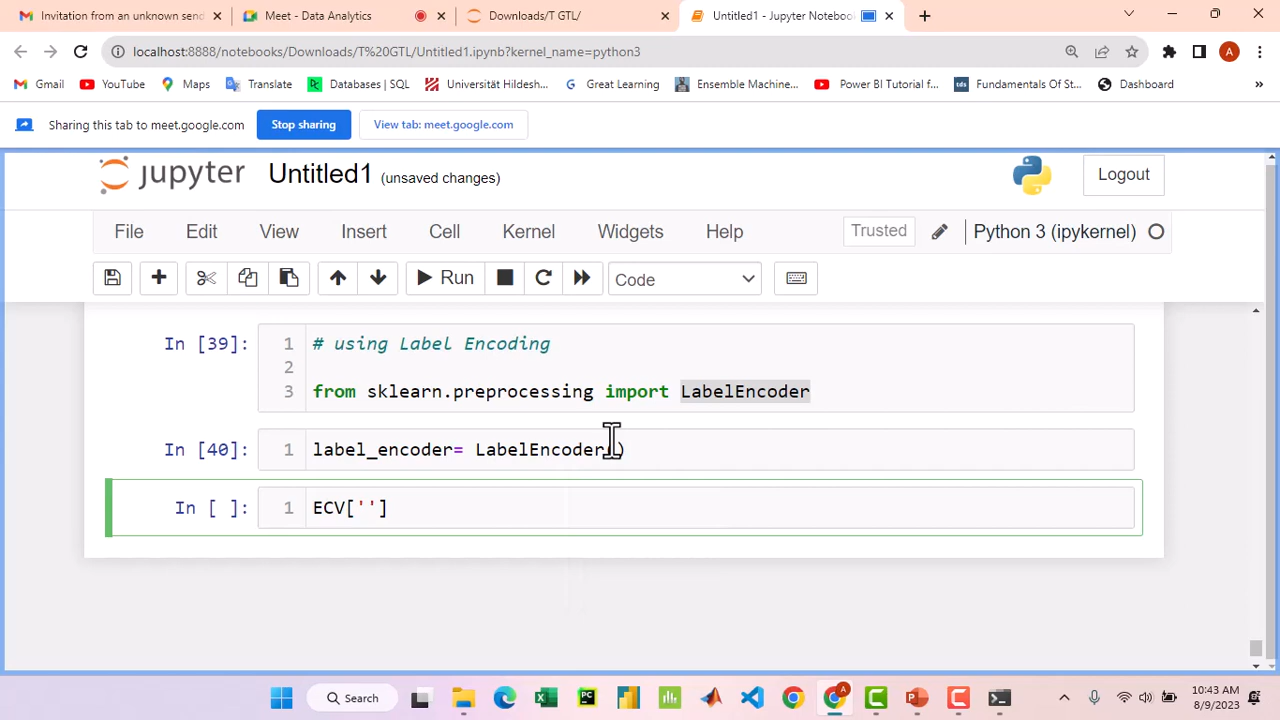 Invitation from an unknown send
Meet - Data Analytics
Downloads/T GTL/
Untitled1 - Jupyter Notebook
localhost:8888/notebooks/Downloads/T%20GTL/Untitled1.ipynb?kernel_name=python3
A
Gmail
YouTube
Maps
Translate
Databases | SQL
Universität Hildesh...
Great Learning
Ensemble Machine...
Power BI Tutorial f...
Fundamentals Of St...
Dashboard
»
Sharing this tab to meet.google.com
Stop sharing
View tab: meet.google.com
jupyter
Untitled1 (unsaved changes)
Logout
File Edit View Insert Cell Kernel Widgets Help
Trusted
Python 3 (ipykernel)
Run
Code
In [39]:
1 # using Label Encoding
2
3 from sklearn.preprocessing import LabelEncoder
In [40]:
1 label_encoder= LabelEncoder()
In [ ]:
1 ECV['']
Search
10:43 AM
8/9/2023